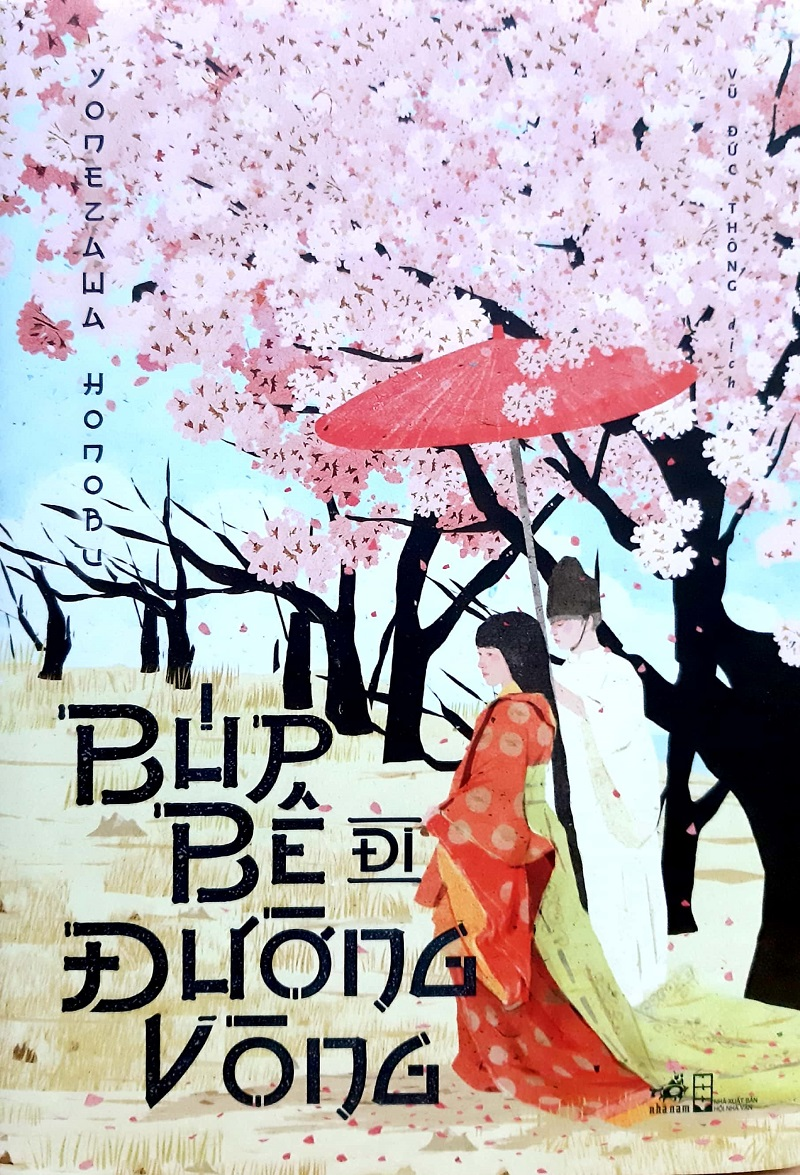 YONEZAWA HONOBU
VŨ ĐỨC THÔNG dịch
BÚP
BÊ ĐI
ĐƯỜNG
VÒNG
nhã nam
NHÀ XUẤT BẢN
HỘI NHÀ VĂN